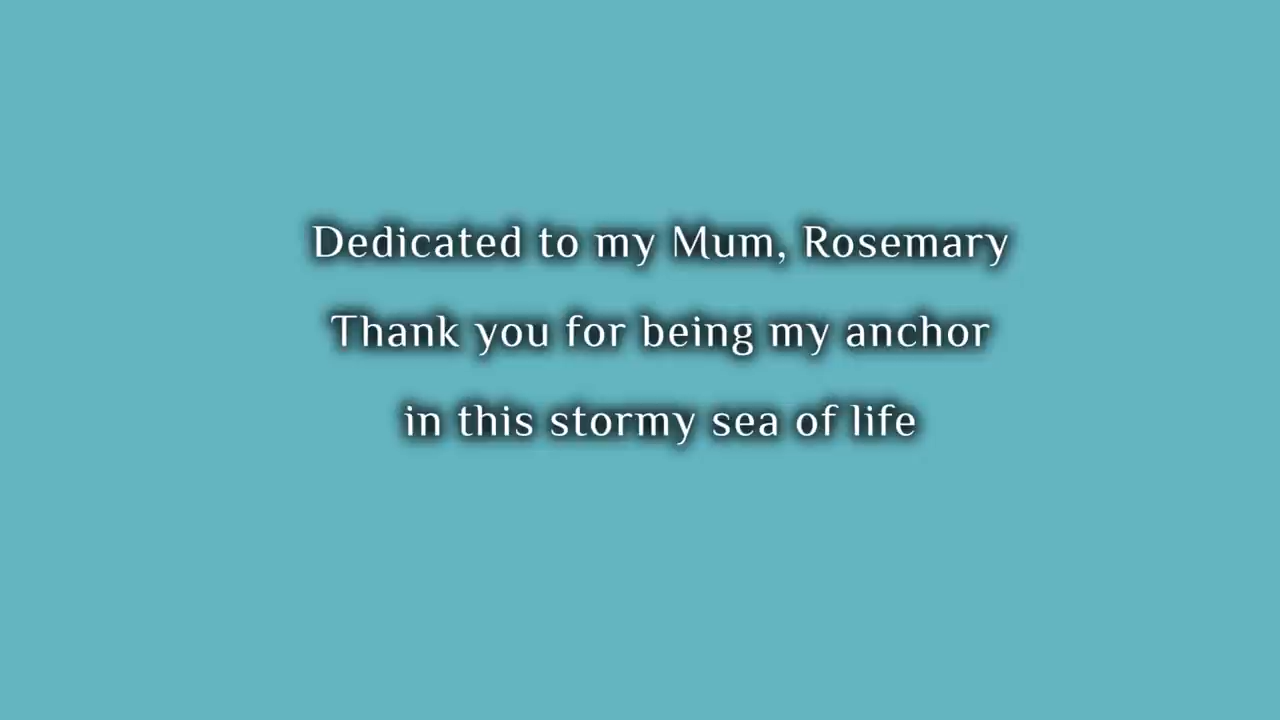 Dedicated to my Mum, Rosemary
Thank you for being my anchor
in this stormy sea of life